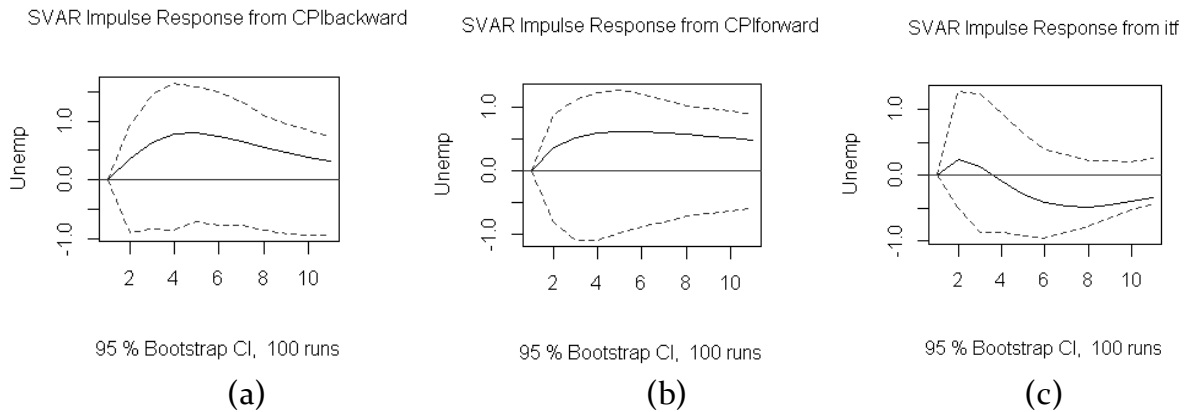 SVAR Impulse Response from CPIbackward
Unemp
1.0
0.0
-1.0
2 4 6 8 10
95 % Bootstrap CI, 100 runs
(a)
SVAR Impulse Response from CPIforward
Unemp
1.0
0.0
-1.0
2 4 6 8 10
95 % Bootstrap CI, 100 runs
(b)
SVAR Impulse Response from itf
Unemp
1.0
0.0
-1.0
2 4 6 8 10
95 % Bootstrap CI, 100 runs
(c)